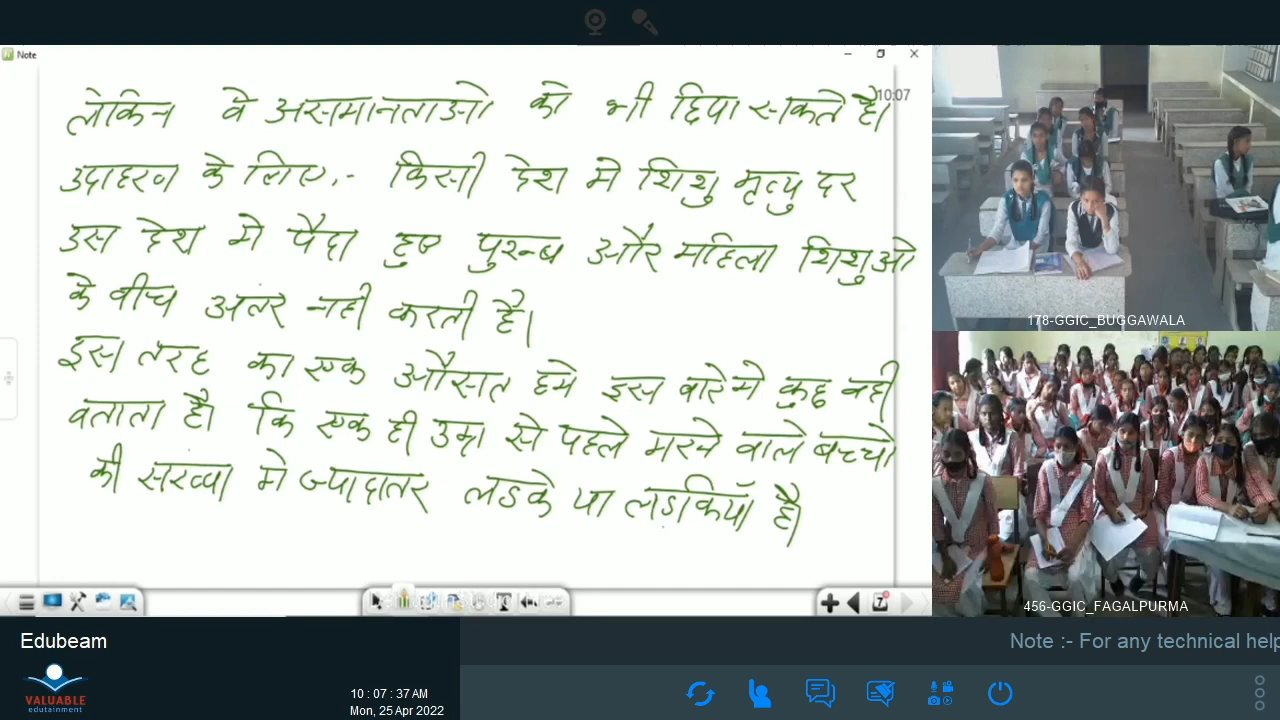 Note
10:07
लेकिन वे असमानताओ को भी छिपा सकते है।
उदाहरण के लिए :- किसी देश मे शिशु मृत्यु दर
उस देश मे पैदा हुए पुरुष और महिला शिशुओ
के बीच अंतर नही करती है।
इस तरह का एक औसत हमे इस बारे मे कुछ नही
बताता है। कि एक ही उम्र से पहले मरने वाले बच्चो
की संख्या मे ज्यादातर लडके या लड़कियाँ है।
7
178-GGIC_BUGGAWALA
456-GGIC_FAGALPURMA
Edubeam
Note :- For any technical help
VALUABLE
edutainment
10 : 07 : 37 AM
Mon, 25 Apr 2022